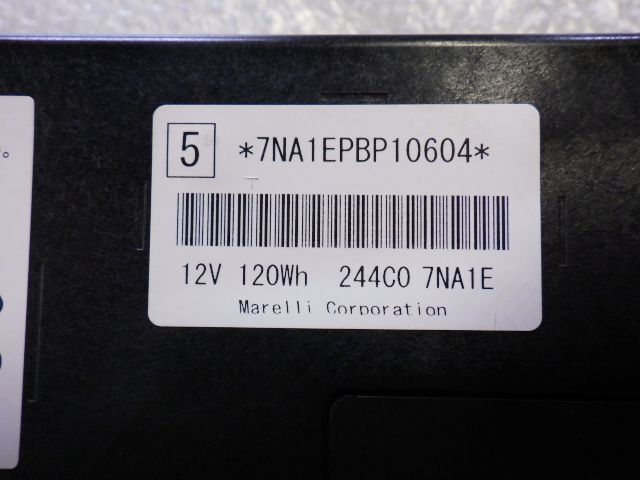 5 *7NA1EPBP10604*
12V 120Wh 244C0 7NA1E
Marelli Corporation